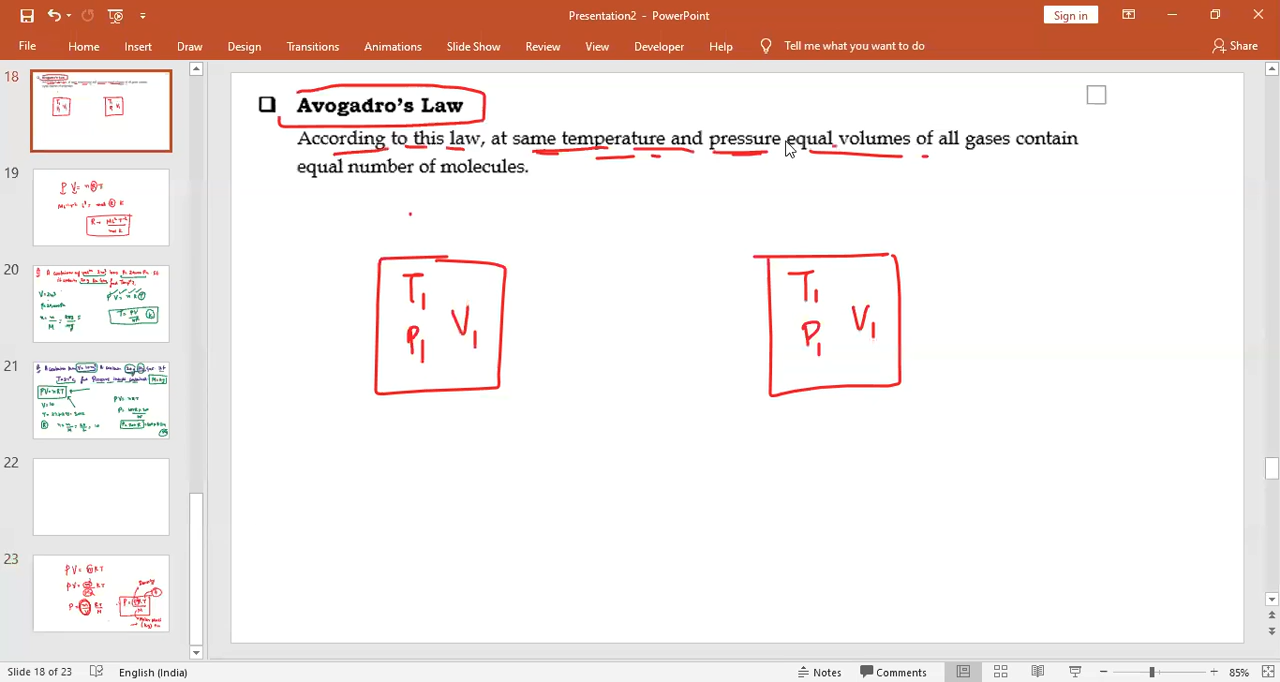 Presentation2 - PowerPoint
Sign in
File Home Insert Draw Design Transitions Animations Slide Show Review View Developer Help Tell me what you want to do Share
18
19
20
21
22
23
Avogadro's Law
According to this law, at same temperature and pressure equal volumes of all gases contain
equal number of molecules.
T₁
P₁ V₁
T₁
P₁ V₁
Slide 18 of 23 English (India) Notes Comments 85%